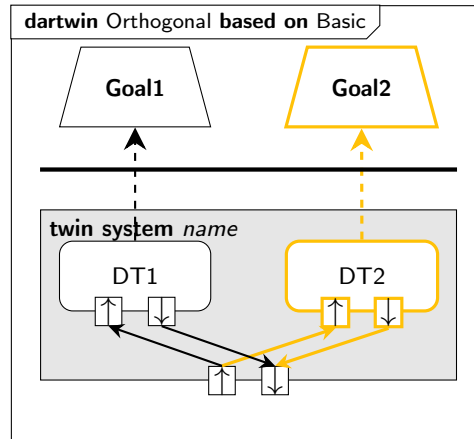 dartwin Orthogonal based on Basic
Goal1 Goal2
twin system name
DT1 DT2